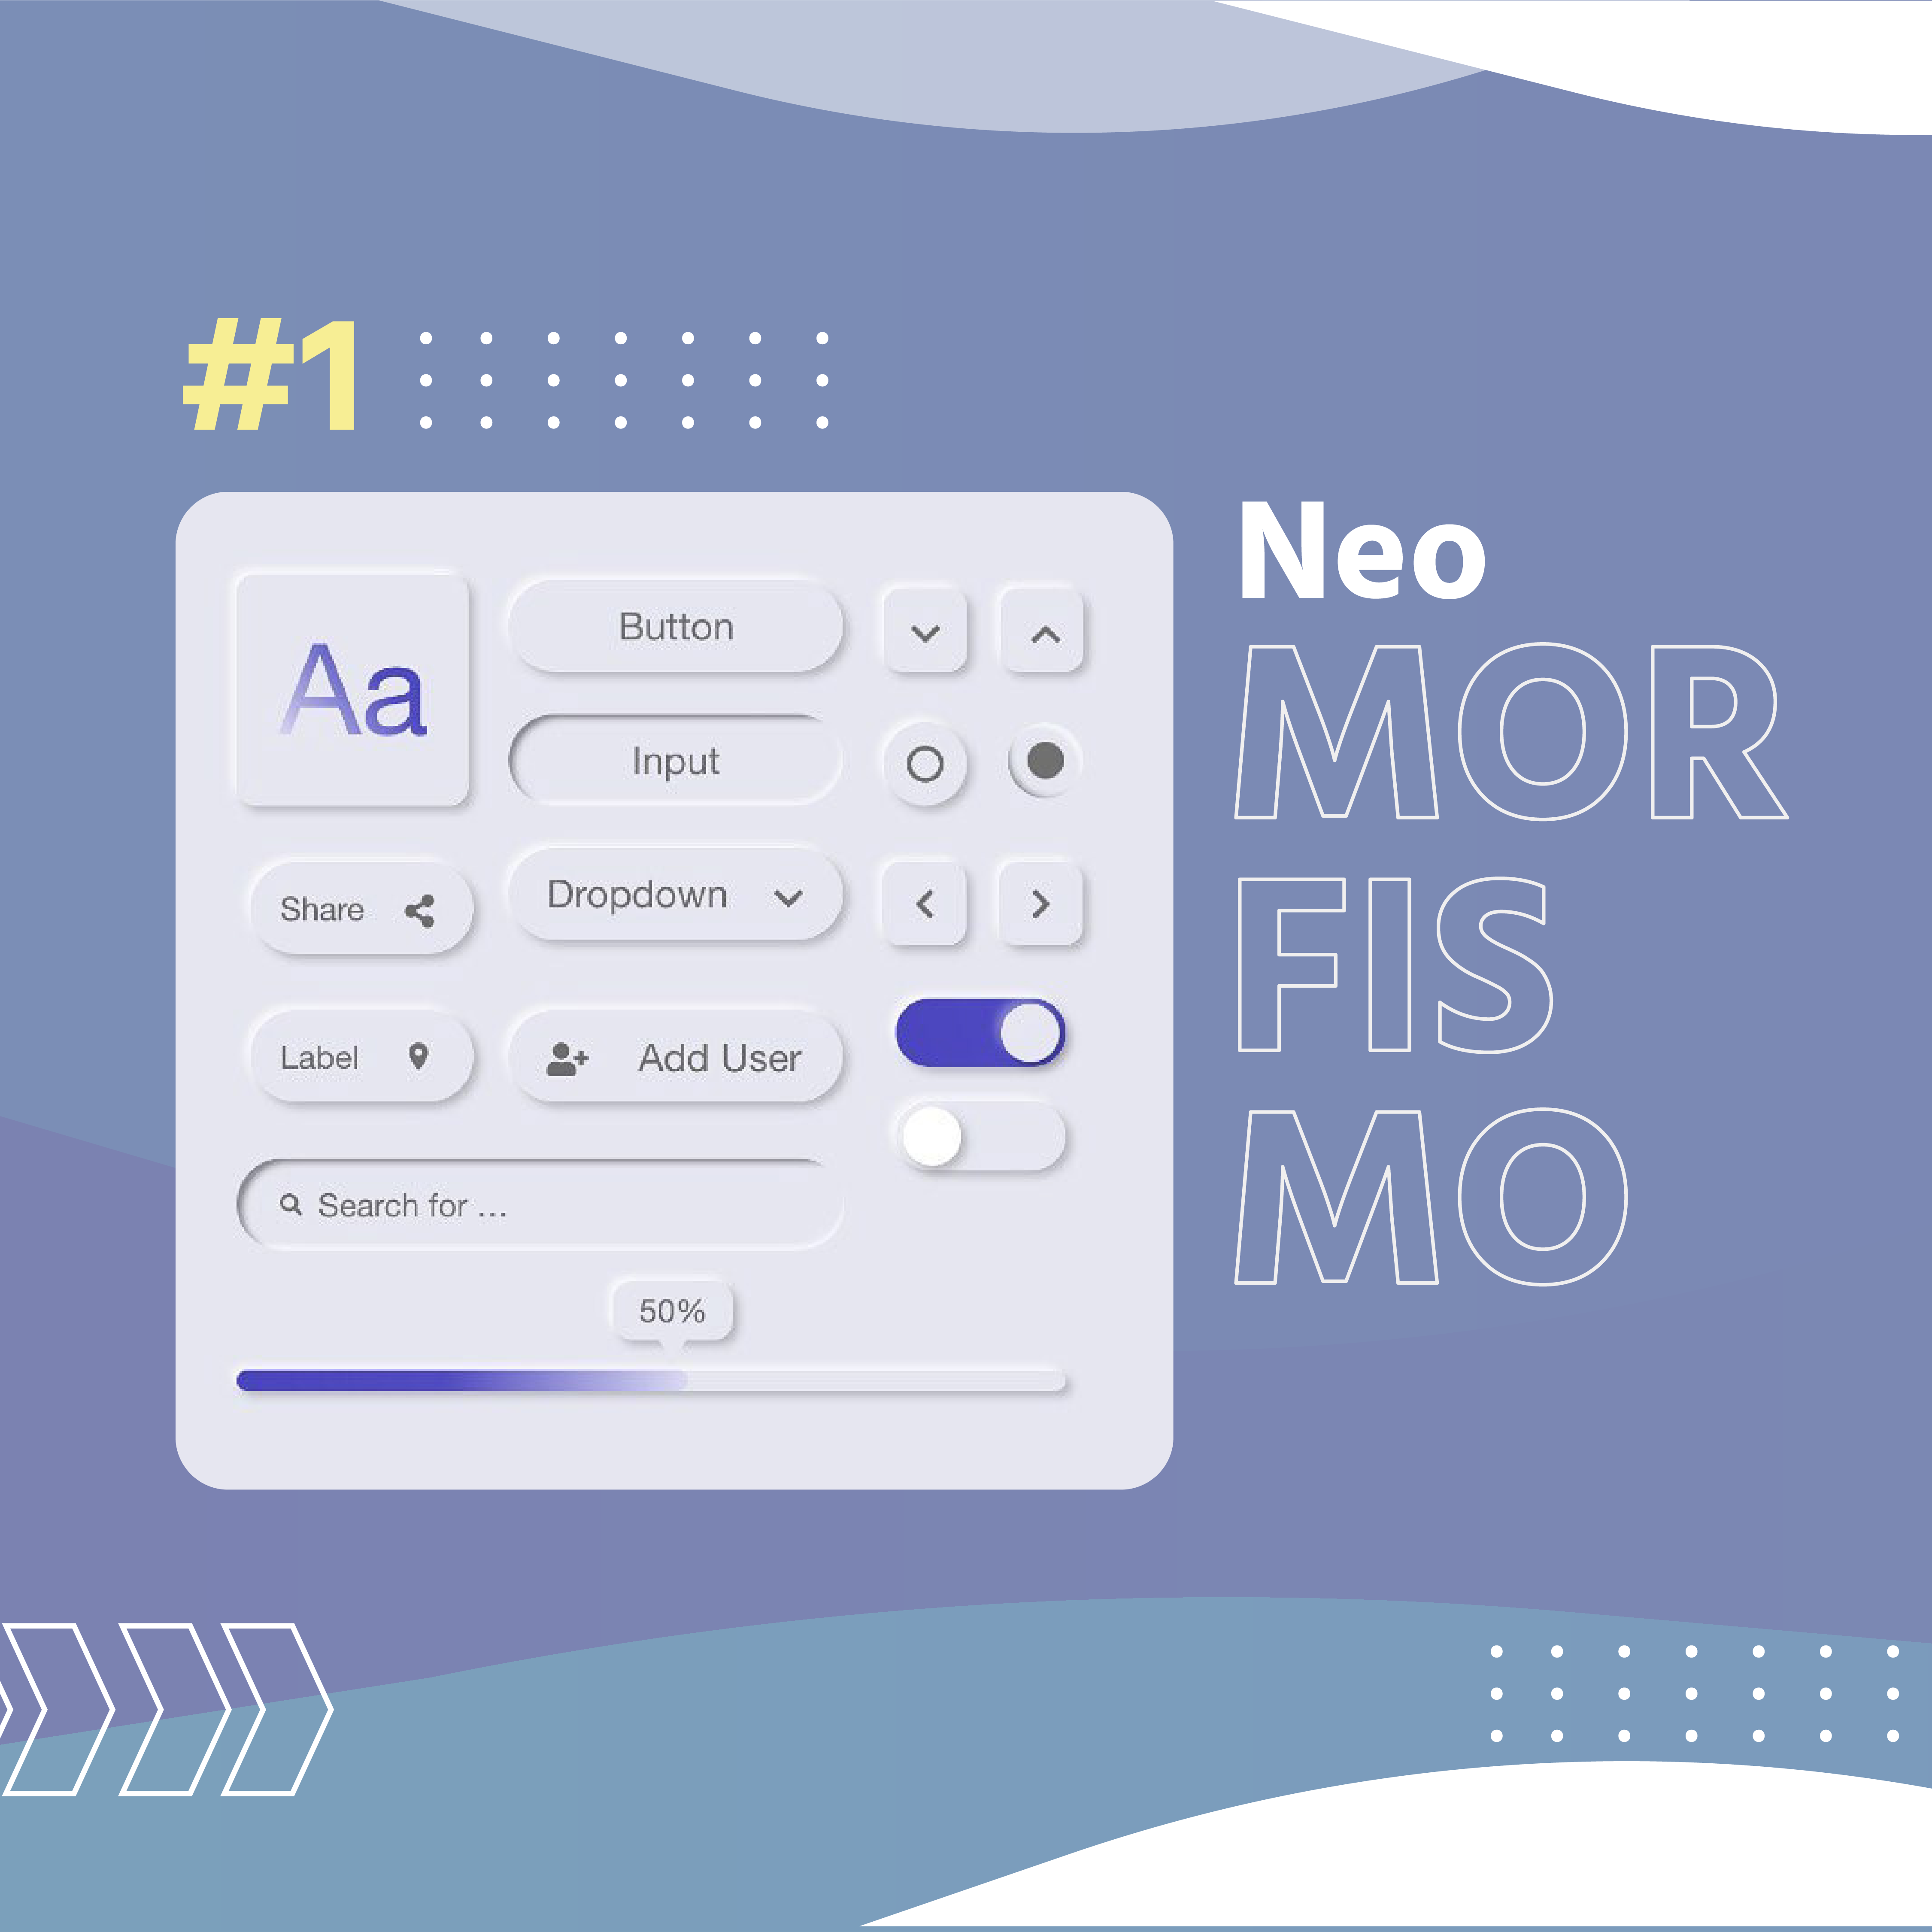 #1
Neo
MOR
FIS
MO
Aa
Button
Input
Share
Dropdown
Label
Add User
Search for ...
50%